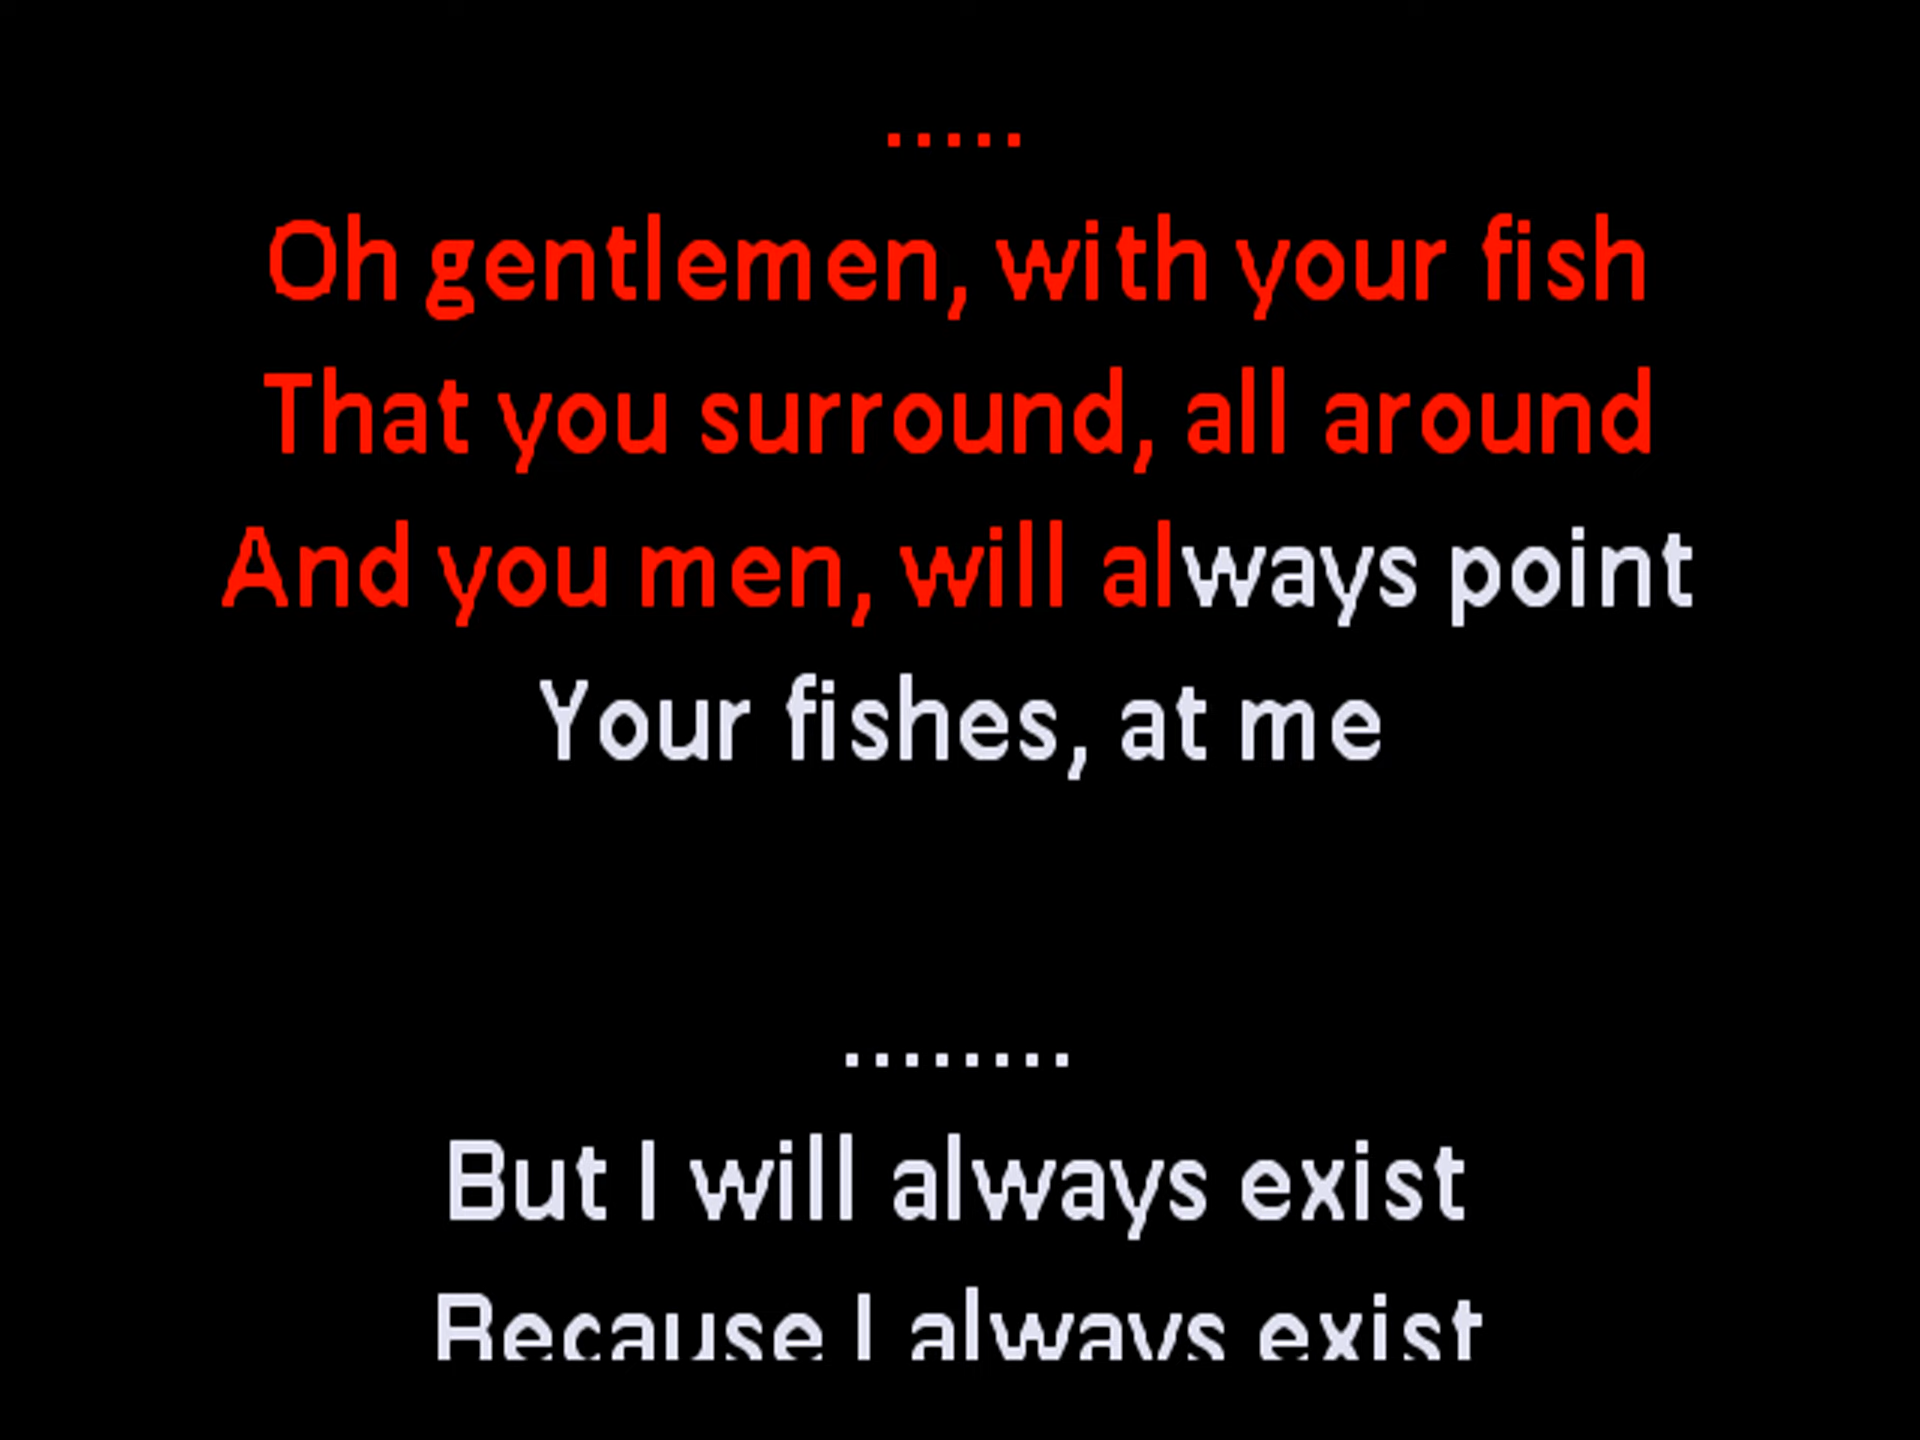 .....
Oh gentlemen, with your fish
That you surround, all around
And you men, will always point
Your fishes, at me
........
But I will always exist
Because I always exist